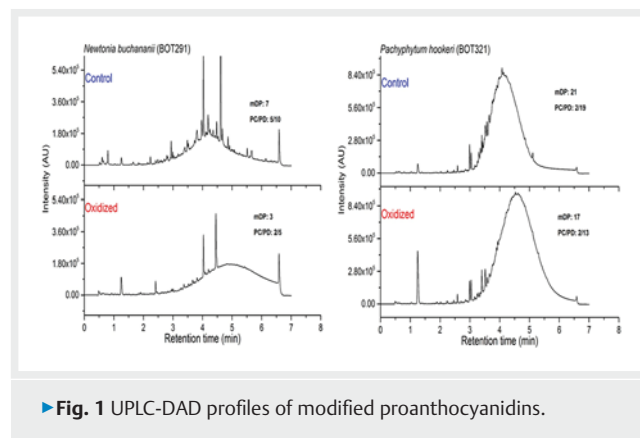 Newtonia buchananii (BOT291)
5.40x10⁵
Control
3.60x10⁵
mDP: 7
PC/PD: 5/10
1.80x10⁵
0.00
5.40x10⁵
Oxidized
3.60x10⁵
mDP: 3
PC/PD: 2/5
1.80x10⁵
0.00
Intensity (AU)
0 1 2 3 4 5 6 7 8
Retention time (min)
Pachyphytum hookeri (BOT321)
8.40x10⁵
Control
mDP: 21
PC/PD: 2/19
5.60x10⁵
2.80x10⁵
0.00
8.40x10⁵
Oxidized
mDP: 17
PC/PD: 2/13
5.60x10⁵
2.80x10⁵
0.00
Intensity (AU)
0 1 2 3 4 5 6 7 8
Retention time (min)
►Fig. 1 UPLC-DAD profiles of modified proanthocyanidins.